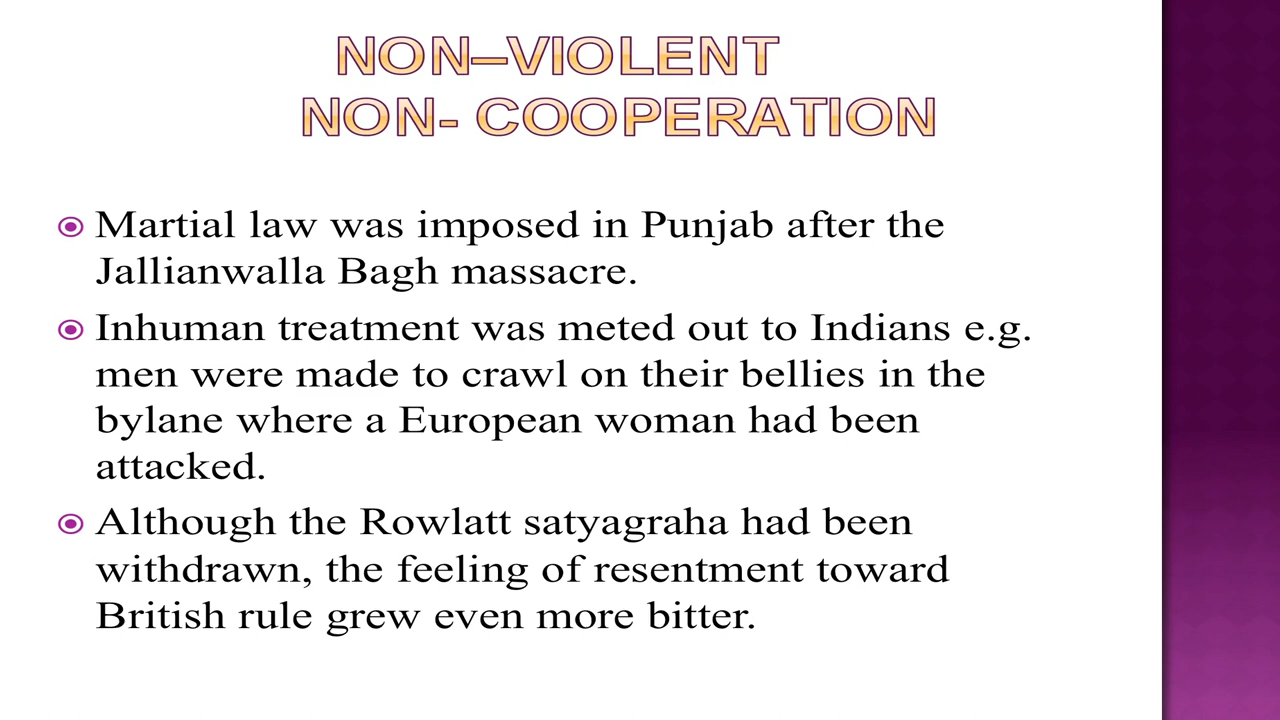 NON–VIOLENT
NON- COOPERATION
Martial law was imposed in Punjab after the
Jallianwalla Bagh massacre.
Inhuman treatment was meted out to Indians e.g.
men were made to crawl on their bellies in the
bylane where a European woman had been
attacked.
Although the Rowlatt satyagraha had been
withdrawn, the feeling of resentment toward
British rule grew even more bitter.